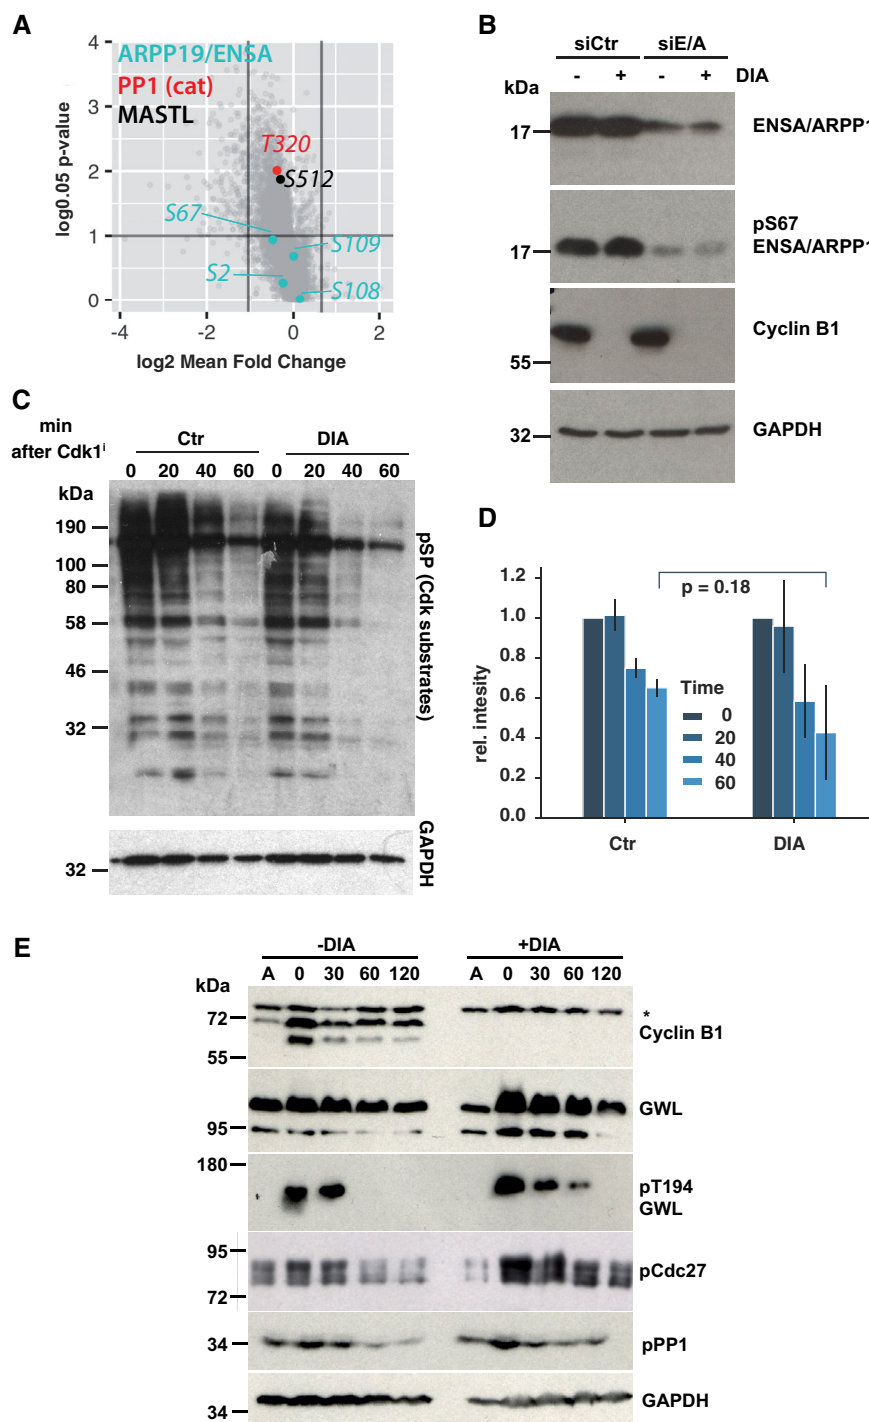 A
ARPP19/ENSA
PP1 (cat)
MASTL
T320
S512
S67
S109
S2
S108
4
3
2
1
0
-4
-2
0
2
log0.05 p-value
log2 Mean Fold Change
B
siCtr siE/A
- + - + DIA
kDa
17
ENSA/ARPP1
17
pS67
ENSA/ARPP1
Cyclin B1
55
32
GAPDH
C
min
after Cdk1i
Ctr DIA
0 20 40 60 0 20 40 60
kDa
190
100
80
58
46
32
pSP (Cdk substrates)
32
GAPDH
D
1.2
1.0
0.8
0.6
0.4
0.2
0.0
rel. intesity
p = 0.18
Time
0
20
40
60
Ctr DIA
E
-DIA +DIA
A 0 30 60 120 A 0 30 60 120
kDa
72
55
*
Cyclin B1
95
GWL
180
pT194
GWL
95
72
pCdc27
34
pPP1
34
GAPDH